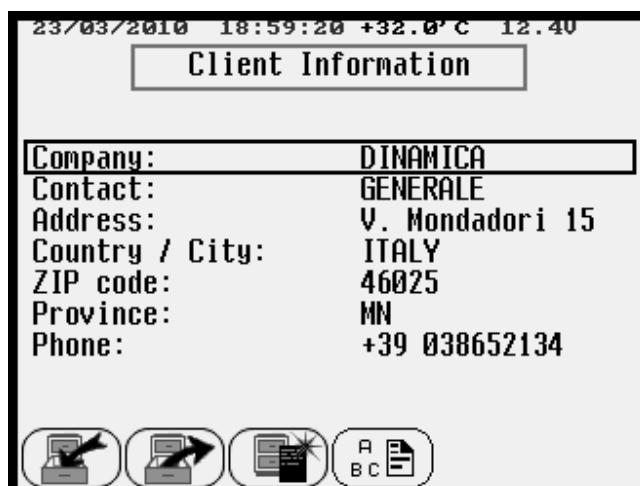 23/03/2010 18:59:20 +32.0°C 12.4V
Client Information
Company: DINAMICA
Contact: GENERALE
Address: V. Mondadori 15
Country / City: ITALY
ZIP code: 46025
Province: MN
Phone: +39 038652134
A
BC